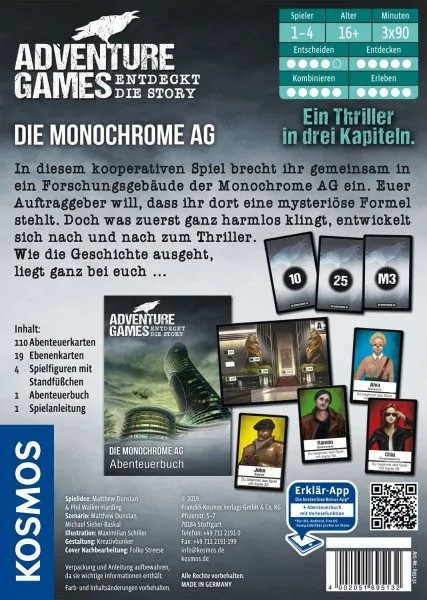 ADVENTURE
GAMES ENTDECKT
DIE STORY
Spieler Alter Minuten
1–4 16+ 3x90
Entscheiden Entdecken
Kombinieren Erleben
DIE MONOCHROME AG
Ein Thriller
in drei Kapiteln.
In diesem kooperativen Spiel brecht ihr gemeinsam in
ein Forschungsgebäude der Monochrome AG ein. Euer
Auftraggeber will, dass ihr dort eine mysteriöse Formel
stehlt. Doch was zuerst ganz harmlos klingt, entwickelt
sich nach und nach zum Thriller.
Wie die Geschichte ausgeht,
liegt ganz bei euch ...
10 25 M3
ADVENTURE
GAMES ENTDECKT
DIE STORY
DIE MONOCHROME AG
Abenteuerbuch
A
Inhalt:
110 Abenteuerkarten
19 Ebenenkarten
4 Spielfiguren mit
Standfüßchen
1 Abenteuerbuch
1 Spielanleitung
KOSMOS
Spielidee: Matthew Dunstan
& Phil Walker-Harding
Szenario: Matthew Dunstan,
Michael Sieber-Baskal
Illustration: Maximilian Schiller
Gestaltung: Kreativbunker
Cover Nachbearbeitung: Folko Streese
Verpackung und Anleitung aufbewahren,
da sie wichtige Informationen enthält.
Farb- und Inhaltsänderungen vorbehalten.
© 2019
Franckh-Kosmos Verlags-GmbH & Co. KG
Pfizerstr. 5–7
70184 Stuttgart
Telefon: +49 711 2191-0
Fax: +49 711 2191-199
info@kosmos.de
kosmos.de
Alle Rechte vorbehalten.
MADE IN GERMANY
Erklär-App
Die kostenlose Bonus-App!
+ Abenteuerbuch
mit Vorlesefunktion
4 002051 695132
Art.-Nr. 695132